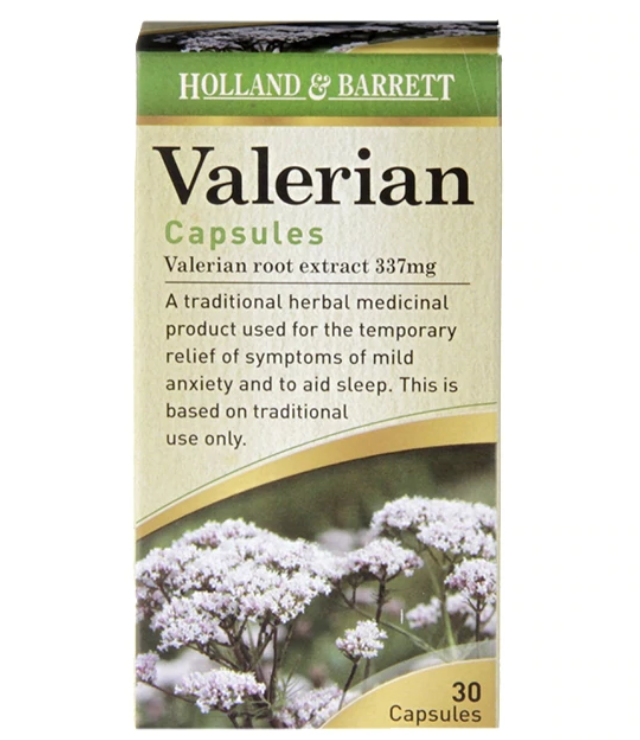 HOLLAND & BARRETT
Valerian
Capsules
Valerian root extract 337mg
A traditional herbal medicinal
product used for the temporary
relief of symptoms of mild
anxiety and to aid sleep. This is
based on traditional
use only.
30
Capsules